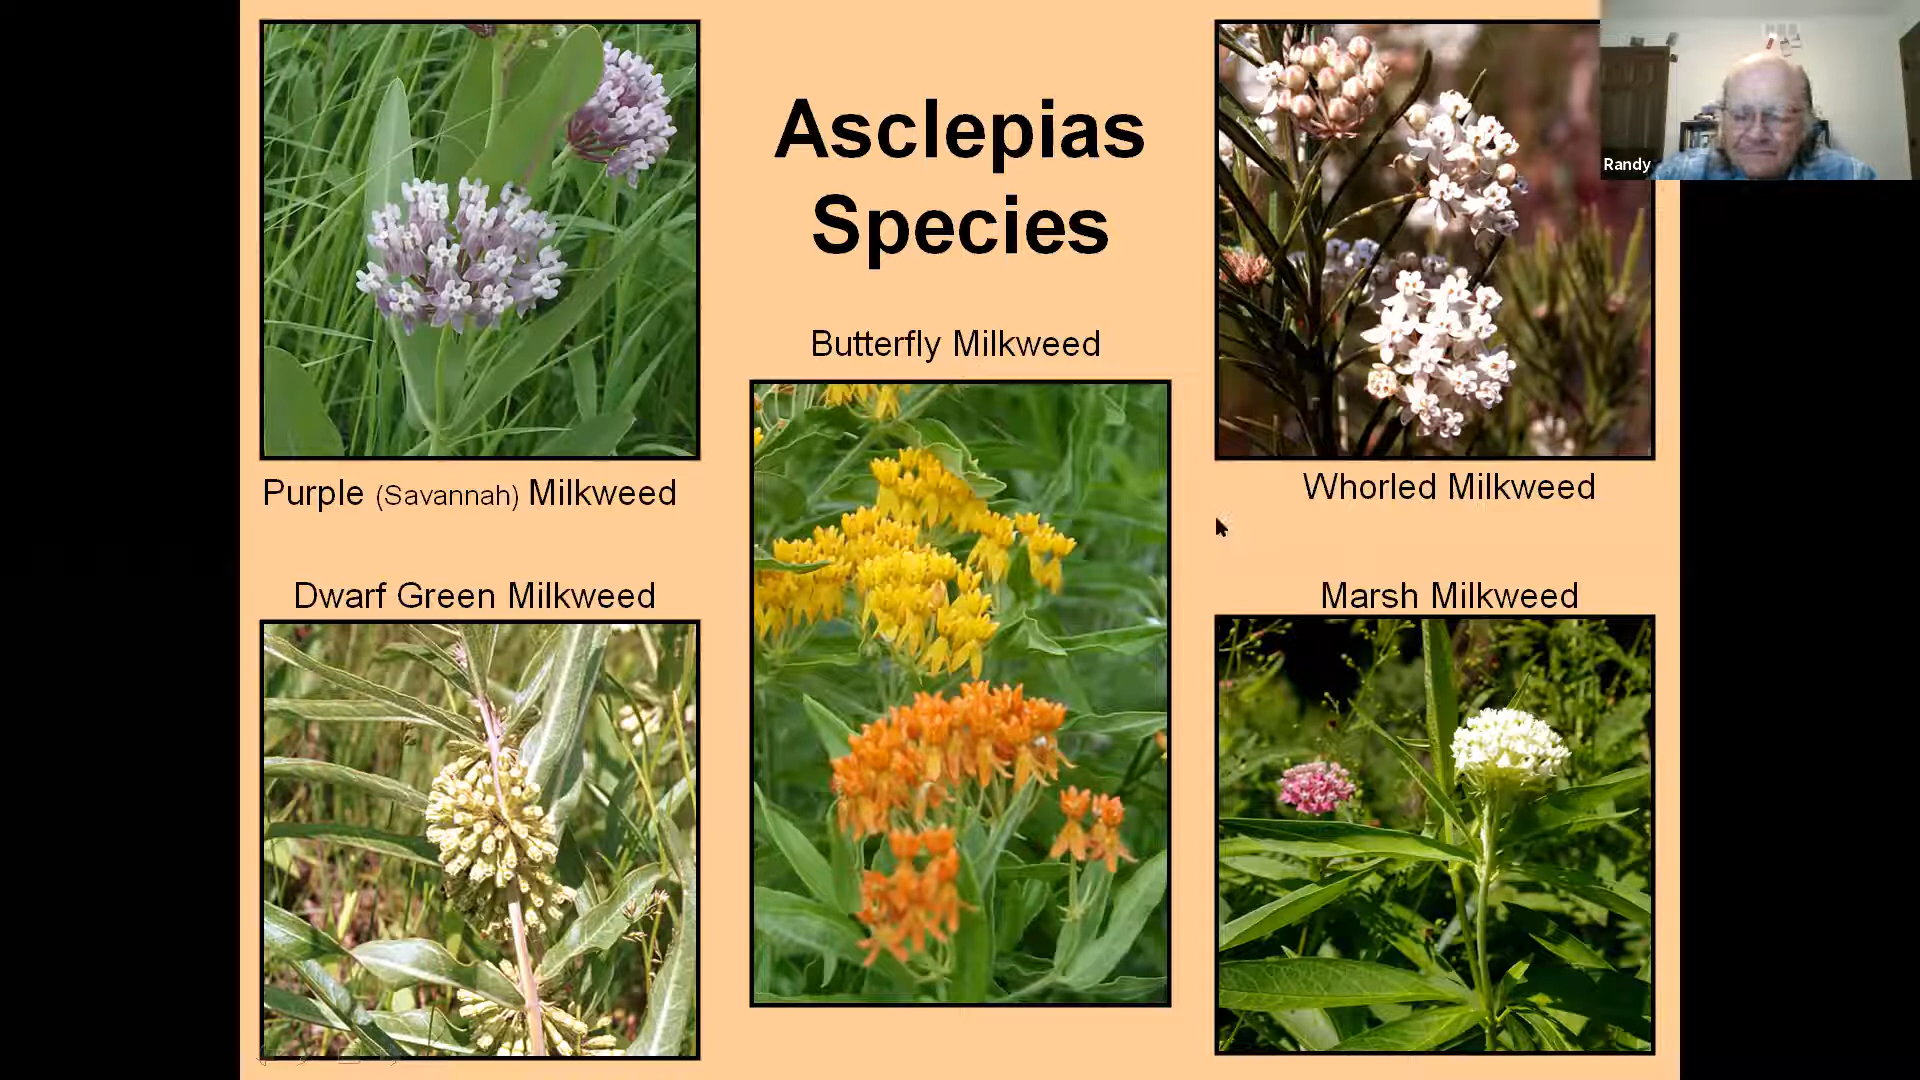 Asclepias
Species
Randy
Butterfly Milkweed
Purple (Savannah) Milkweed
Whorled Milkweed
Dwarf Green Milkweed
Marsh Milkweed